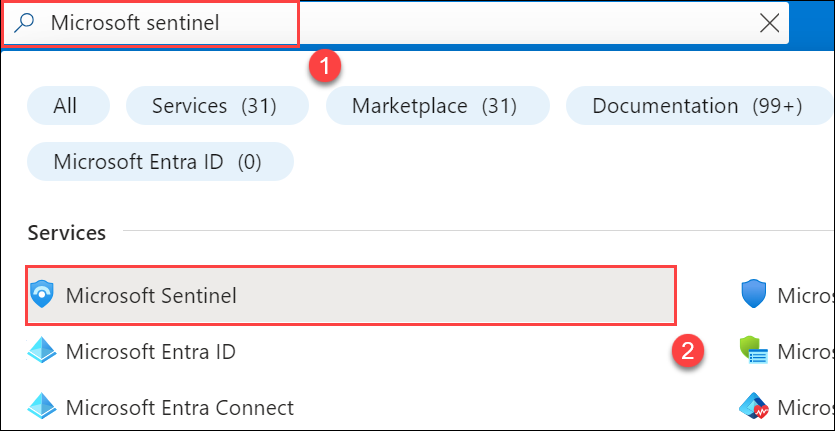 Microsoft sentinel
1
All Services (31) Marketplace (31) Documentation (99+)
Microsoft Entra ID (0)
Services
Microsoft Sentinel Micros
Microsoft Entra ID 2 Micros
Microsoft Entra Connect Micros